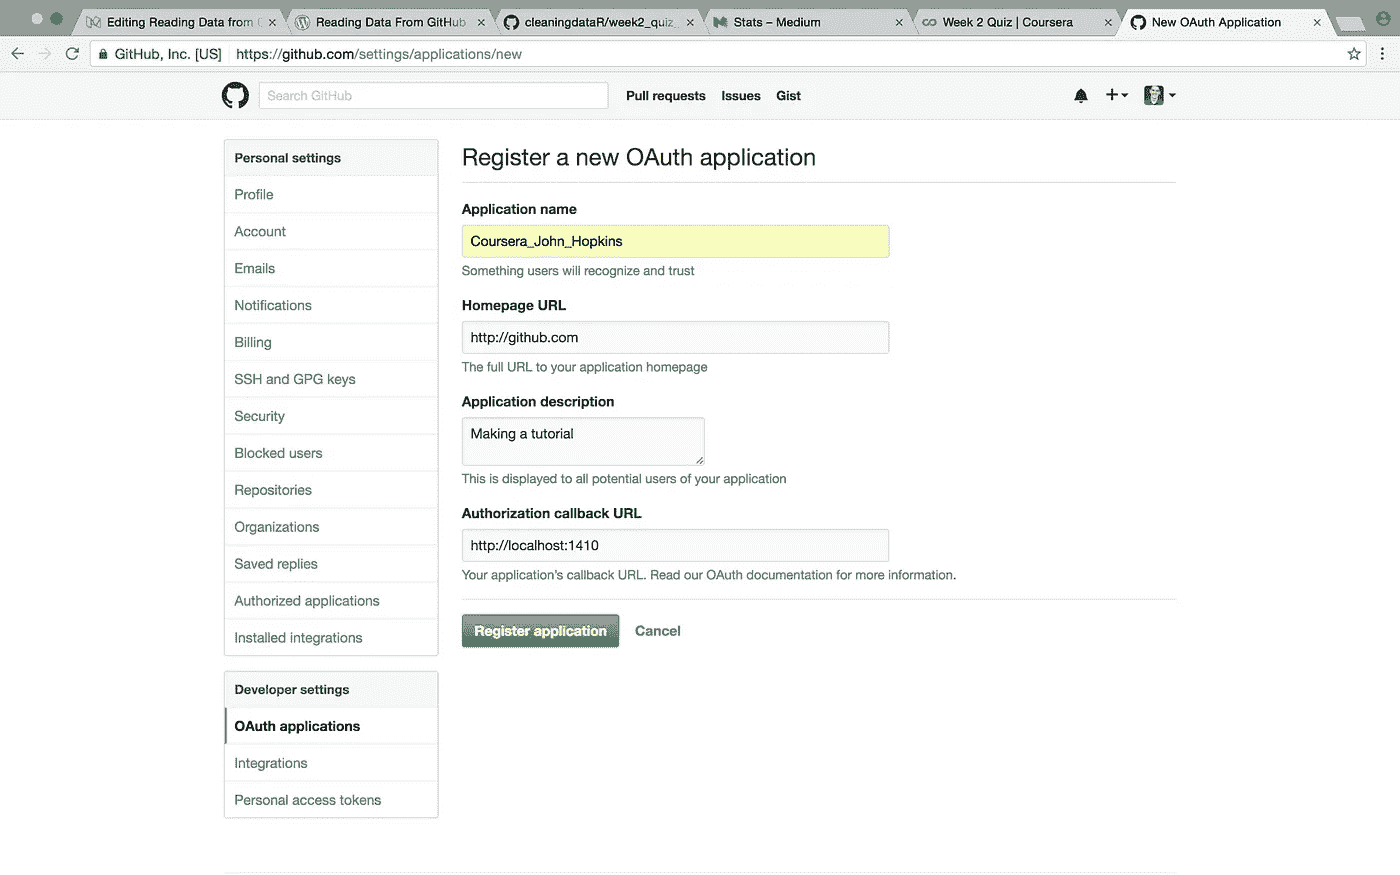 Editing Reading Data from
Reading Data From GitHub
cleaningdataR/week2_quiz_
Stats – Medium
Week 2 Quiz | Coursera
New OAuth Application
GitHub, Inc. [US]
https://github.com/settings/applications/new
Search GitHub
Pull requests
Issues
Gist
Personal settings
Profile
Account
Emails
Notifications
Billing
SSH and GPG keys
Security
Blocked users
Repositories
Organizations
Saved replies
Authorized applications
Installed integrations
Developer settings
OAuth applications
Integrations
Personal access tokens
Register a new OAuth application
Application name
Coursera_John_Hopkins
Something users will recognize and trust
Homepage URL
http://github.com
The full URL to your application homepage
Application description
Making a tutorial
This is displayed to all potential users of your application
Authorization callback URL
http://localhost:1410
Your application's callback URL. Read our OAuth documentation for more information.
Register application
Cancel